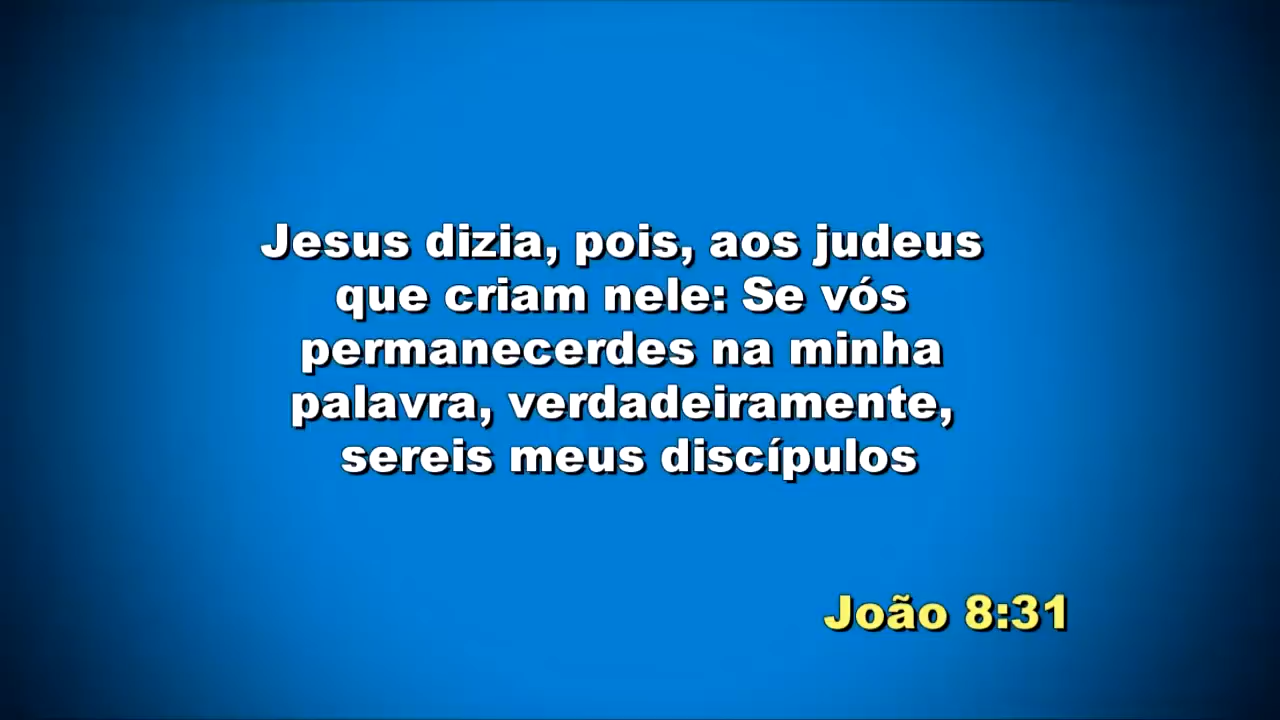 Jesus dizia, pois, aos judeus
que criam nele: Se vós
permanecerdes na minha
palavra, verdadeiramente,
sereis meus discípulos
João 8:31